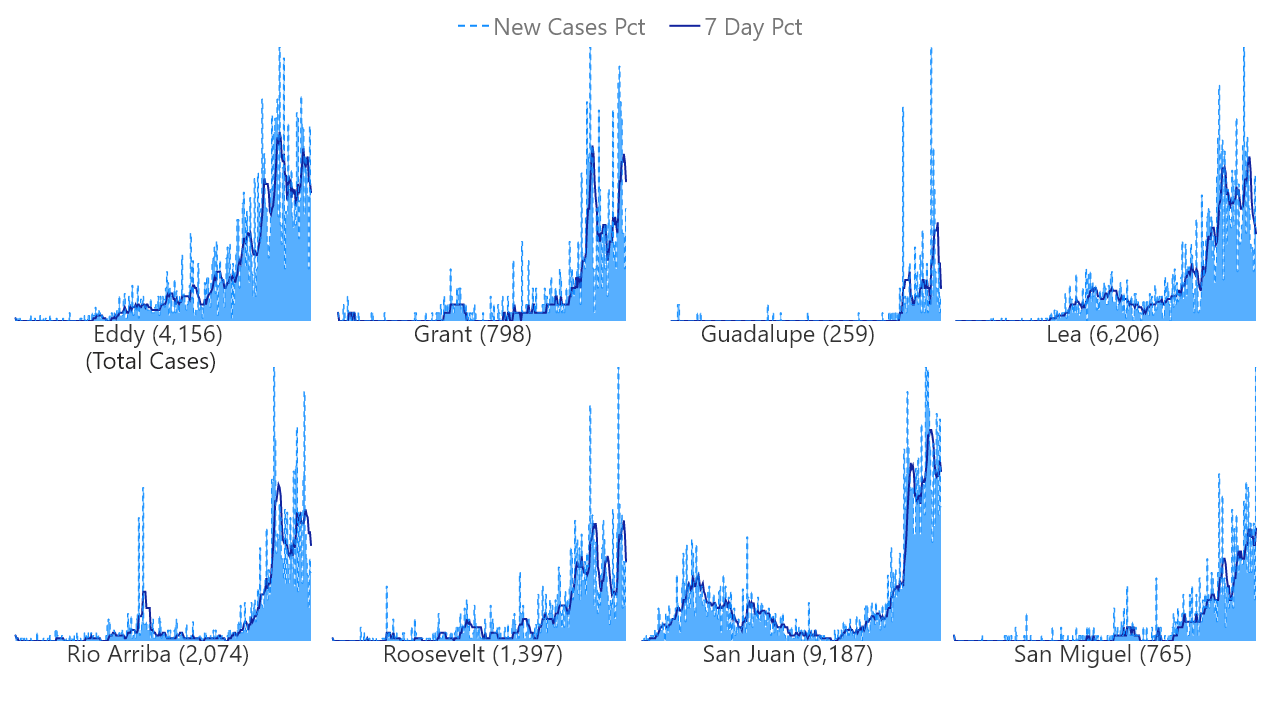 New Cases Pct 7 Day Pct
Eddy (4,156) Grant (798) Guadalupe (259) Lea (6,206)
(Total Cases)
Rio Arriba (2,074) Roosevelt (1,397) San Juan (9,187) San Miguel (765)